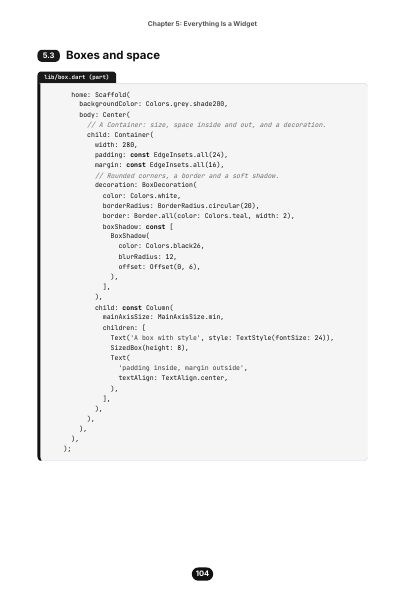 Chapter 5: Everything Is a Widget
5.3 Boxes and space
lib/box.dart (part)
home: Scaffold(
backgroundColor: Colors.grey.shade200,
body: Center(
// A Container: size, space inside and out, and a decoration.
child: Container(
width: 280,
padding: const EdgeInsets.all(24),
margin: const EdgeInsets.all(16),
// Rounded corners, a border and a soft shadow.
decoration: BoxDecoration(
color: Colors.white,
borderRadius: BorderRadius.circular(20),
border: Border.all(color: Colors.teal, width: 2),
boxShadow: const [
BoxShadow(
color: Colors.black26,
blurRadius: 12,
offset: Offset(0, 6),
),
],
),
child: const Column(
mainAxisSize: MainAxisSize.min,
children: [
Text('A box with style', style: TextStyle(fontSize: 24)),
SizedBox(height: 8),
Text(
'padding inside, margin outside',
textAlign: TextAlign.center,
),
],
),
),
),
),
);
104